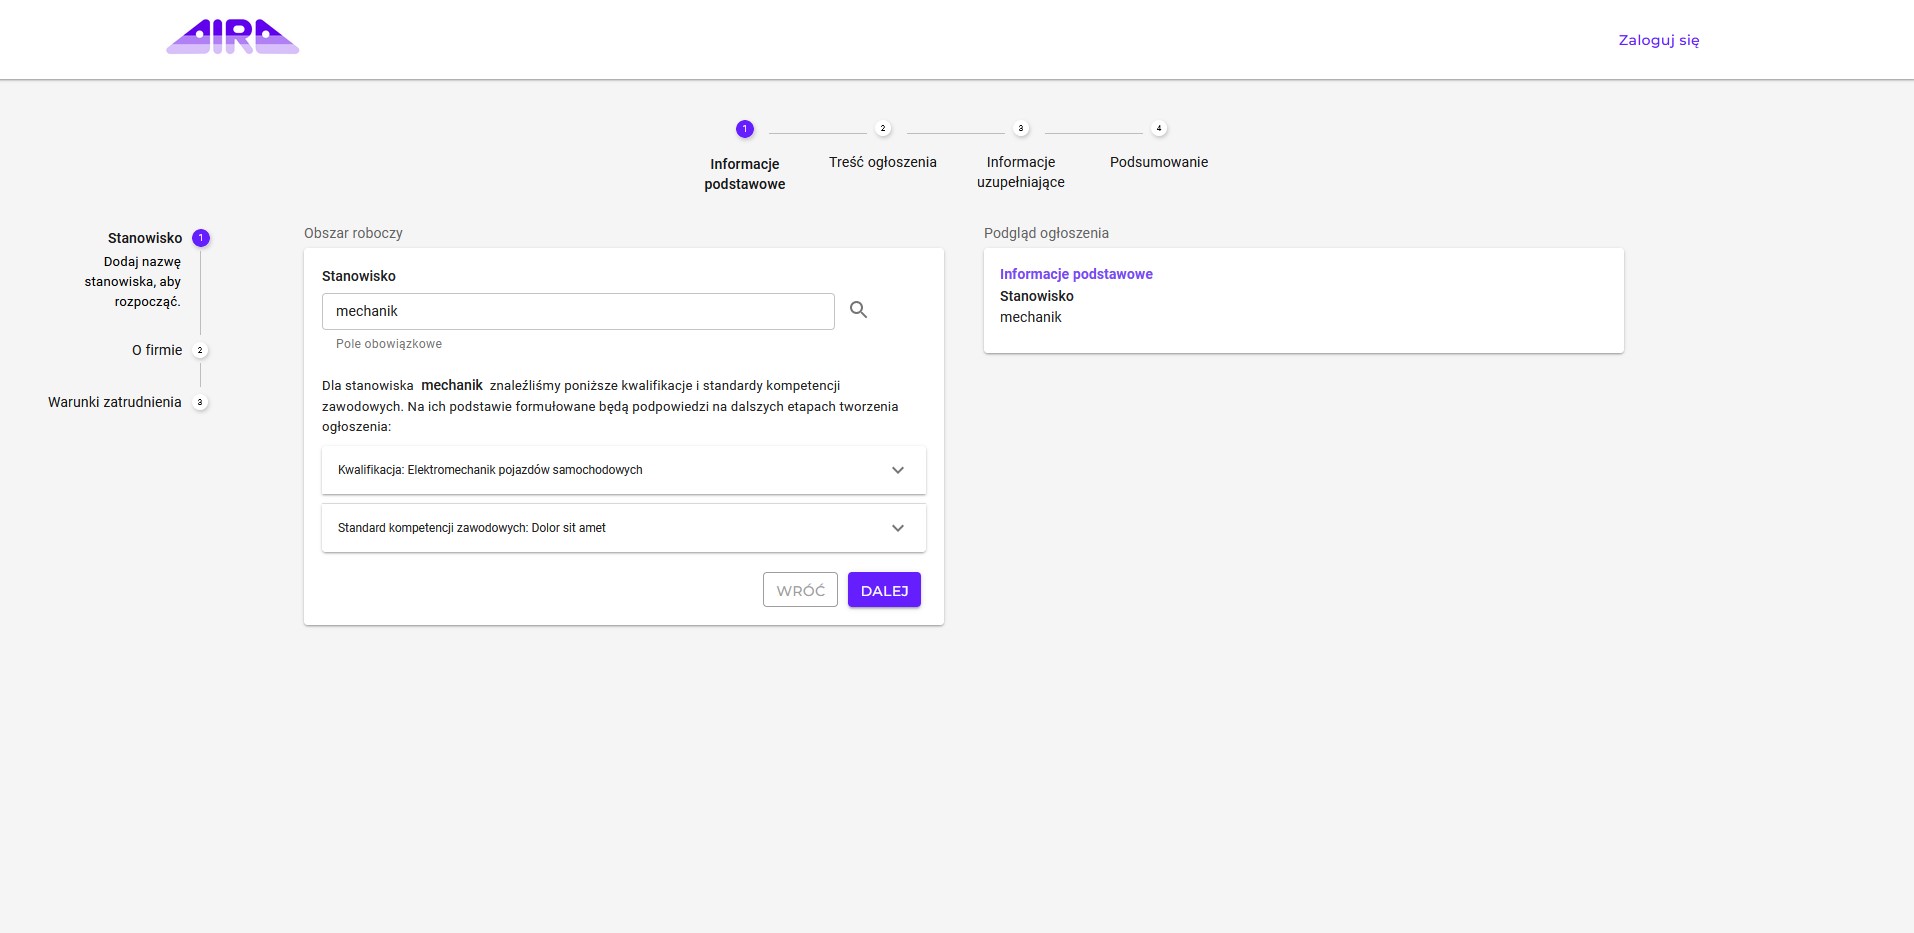 AIRA
Zaloguj się
1
2
3
4
Informacje
podstawowe
Treść ogłoszenia
Informacje
uzupełniające
Podsumowanie
Stanowisko 1
Dodaj nazwę
stanowiska, aby
rozpocząć.
O firmie 2
Warunki zatrudnienia 3
Obszar roboczy
Stanowisko
mechanik
Pole obowiązkowe
Dla stanowiska mechanik znaleźliśmy poniższe kwalifikacje i standardy kompetencji
zawodowych. Na ich podstawie formułowane będą podpowiedzi na dalszych etapach tworzenia
ogłoszenia:
Kwalifikacja: Elektromechanik pojazdów samochodowych
Standard kompetencji zawodowych: Dolor sit amet
WRÓĆ
DALEJ
Podgląd ogłoszenia
Informacje podstawowe
Stanowisko
mechanik